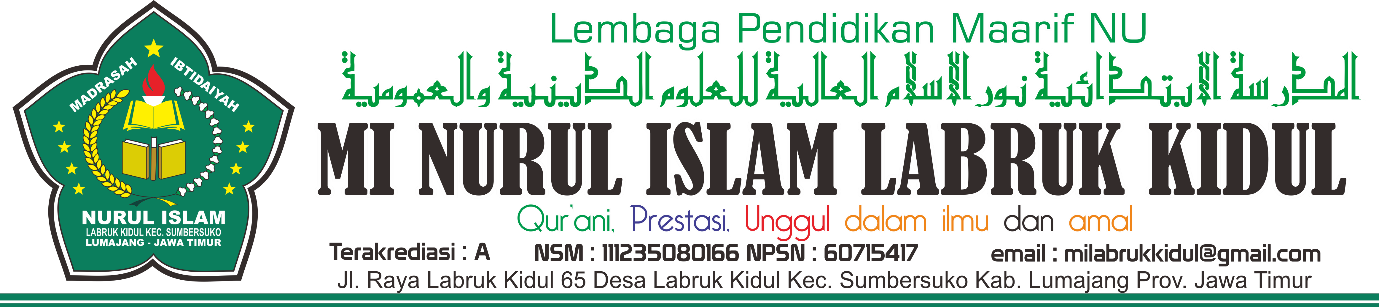 MADRASAH IBTIDAIYAH
NURUL ISLAM
LABRUK KIDUL KEC. SUMBERSUKO
LUMAJANG - JAWA TIMUR
Lembaga Pendidikan Maarif NU
المدرسة الابتدائية نور الاسلام العالية للعلوم الدينية والعمومية
MI NURUL ISLAM LABRUK KIDUL
Qur'ani, Prestasi, Unggul dalam ilmu dan amal
Terakrediasi : A NSM : 111235080166 NPSN : 60715417 email : milabrukkidul@gmail.com
Jl. Raya Labruk Kidul 65 Desa Labruk Kidul Kec. Sumbersuko Kab. Lumajang Prov. Jawa Timur